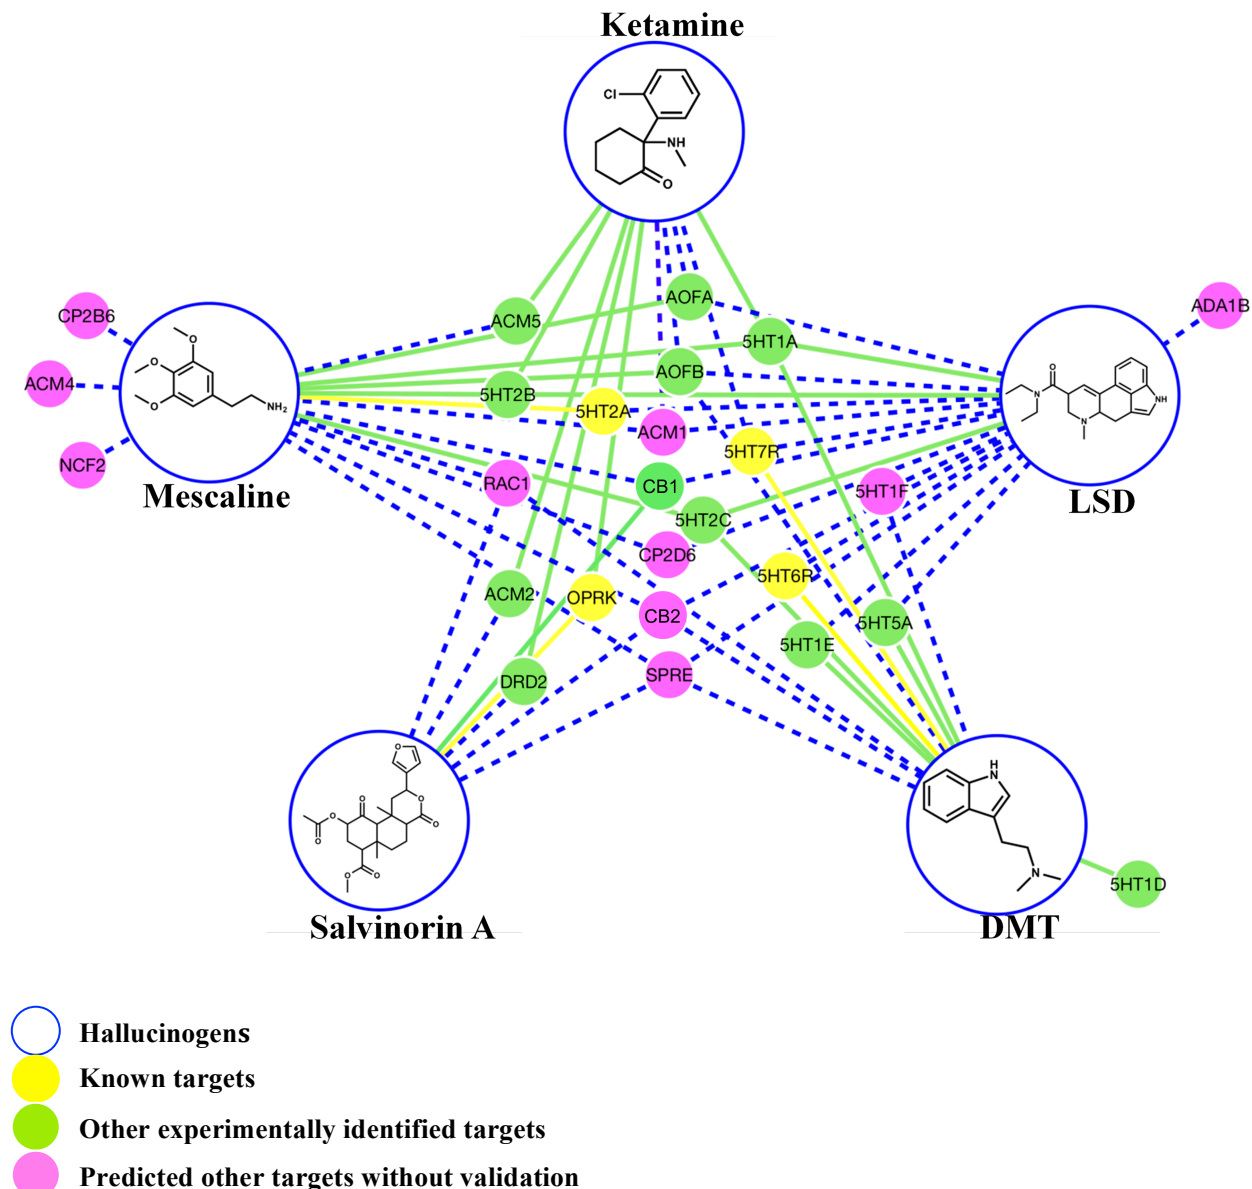 Ketamine
Cl
NH
O
CP2B6
ACM4
NCF2
O
O
O
NH₂
Mescaline
ACM5
AOFA
5HT1A
AOFB
5HT2B
5HT2A
ACM1
5HT7R
RAC1
CB1
5HT1F
5HT2C
CP2D6
5HT6R
ACM2
OPRK
CB2
5HT5A
5HT1E
SPRE
DRD2
ADA1B
O
N
NH
N
LSD
O
O
O
O
O
O
O
O
Salvinorin A
H
N
N
DMT
5HT1D
Hallucinogens
Known targets
Other experimentally identified targets
Predicted other targets without validation